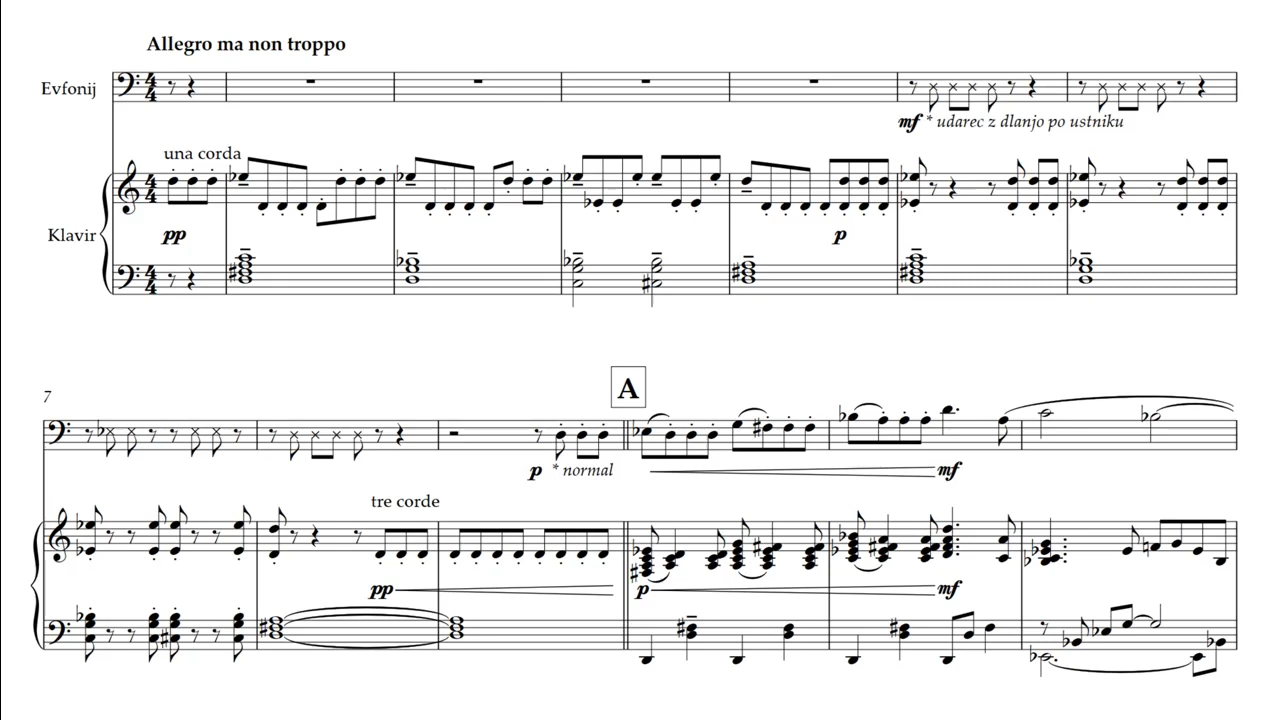 Allegro ma non troppo
Evfonij
mf * udarec z dlanjo po ustniku
una corda
Klavir
pp
p
7
A
p * normal
mf
tre corde
pp
p
mf